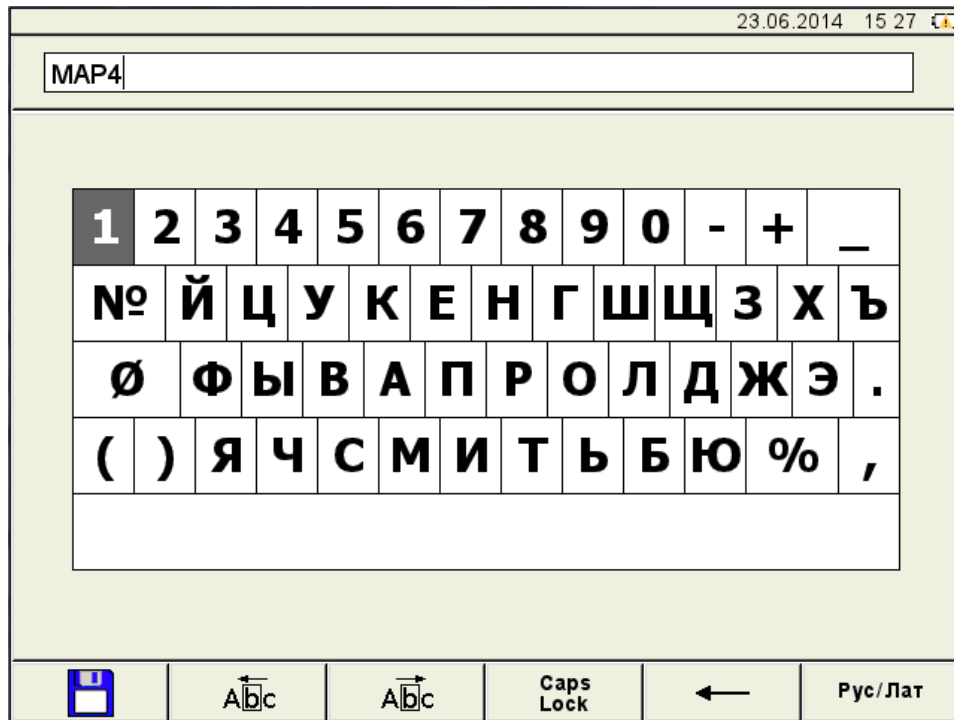 23.06.2014 15 27
МАР4
1 2 3 4 5 6 7 8 9 0 - + _
№ Й Ц У К Е Н Г Ш Щ З Х Ъ
Ø Ф Ы В А П Р О Л Д Ж Э .
( ) Я Ч С М И Т Ь Б Ю % ,
Abc Abc Caps Lock Рус/Лат